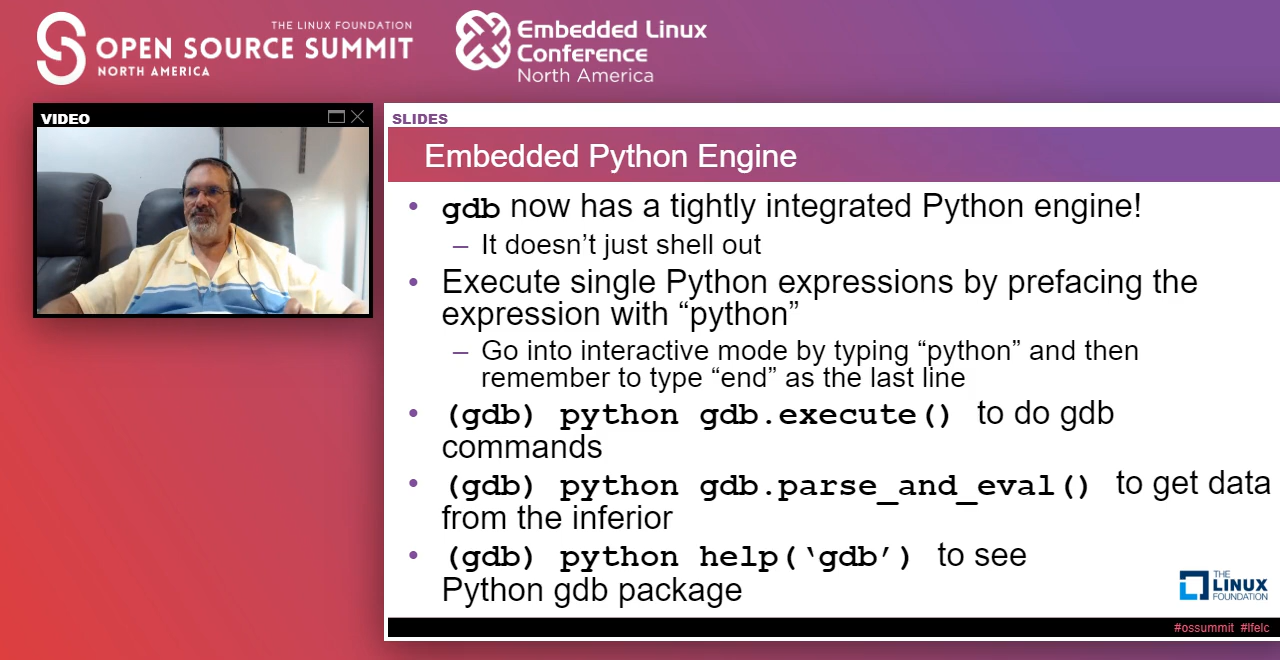 THE LINUX FOUNDATION
OPEN SOURCE SUMMIT
NORTH AMERICA
Embedded Linux
Conference
North America
VIDEO
SLIDES
Embedded Python Engine
• gdb now has a tightly integrated Python engine!
– It doesn’t just shell out
• Execute single Python expressions by prefacing the
expression with “python”
– Go into interactive mode by typing “python” and then
remember to type “end” as the last line
• (gdb) python gdb.execute() to do gdb
commands
• (gdb) python gdb.parse_and_eval() to get data
from the inferior
• (gdb) python help(‘gdb’) to see
Python gdb package
THE
LINUX
FOUNDATION
#ossummit #lfelc